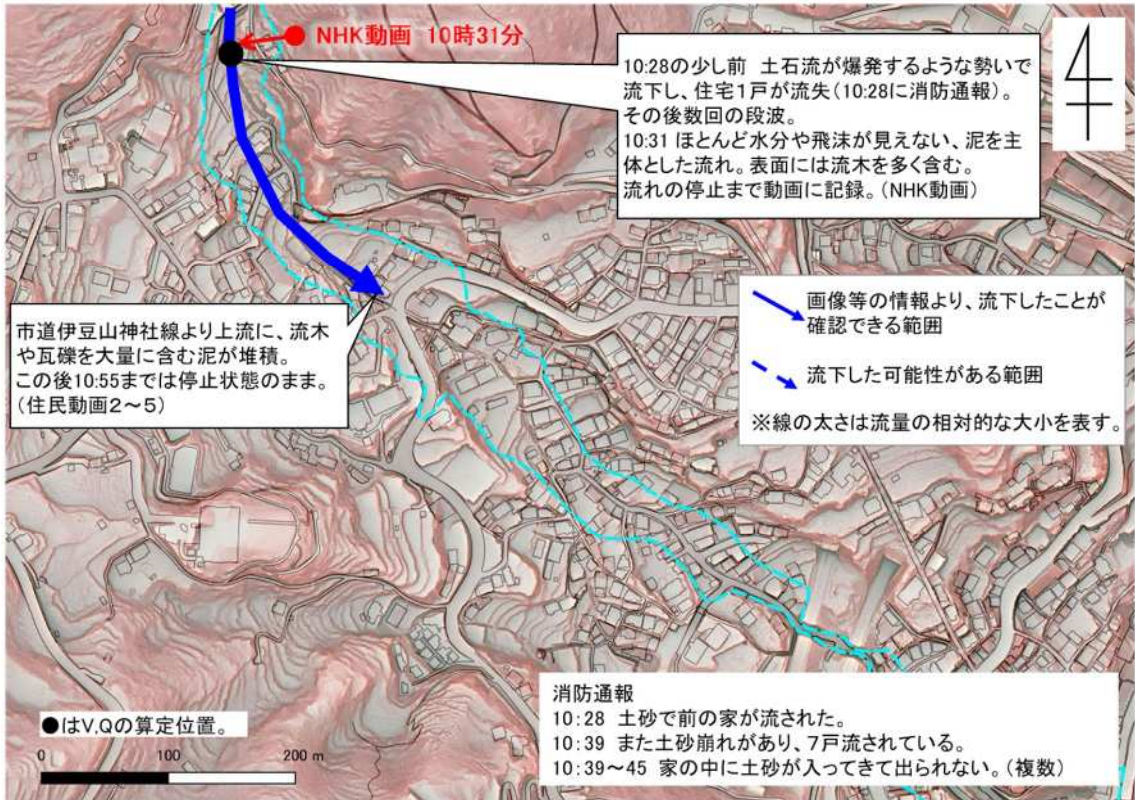 NHK動画 10時31分
10:28の少し前 土石流が爆発するような勢いで
流下し、住宅1戸が流失(10:28に消防通報)。
その後数回の段波。
10:31 ほとんど水分や飛沫が見えない、泥を主
体とした流れ。表面には流木を多く含む。
流れの停止まで動画に記録。(NHK動画)
画像等の情報より、流下したことが
確認できる範囲
流下した可能性がある範囲
※線の太さは流量の相対的な大小を表す。
市道伊豆山神社線より上流に、流木
や瓦礫を大量に含む泥が堆積。
この後10:55までは停止状態のまま。
(住民動画2~5)
消防通報
10:28 土砂で前の家が流された。
10:39 また土砂崩れがあり、7戸流されている。
10:39~45 家の中に土砂が入ってきて出られない。(複数)
●はV,Qの算定位置。
0 100 200 m